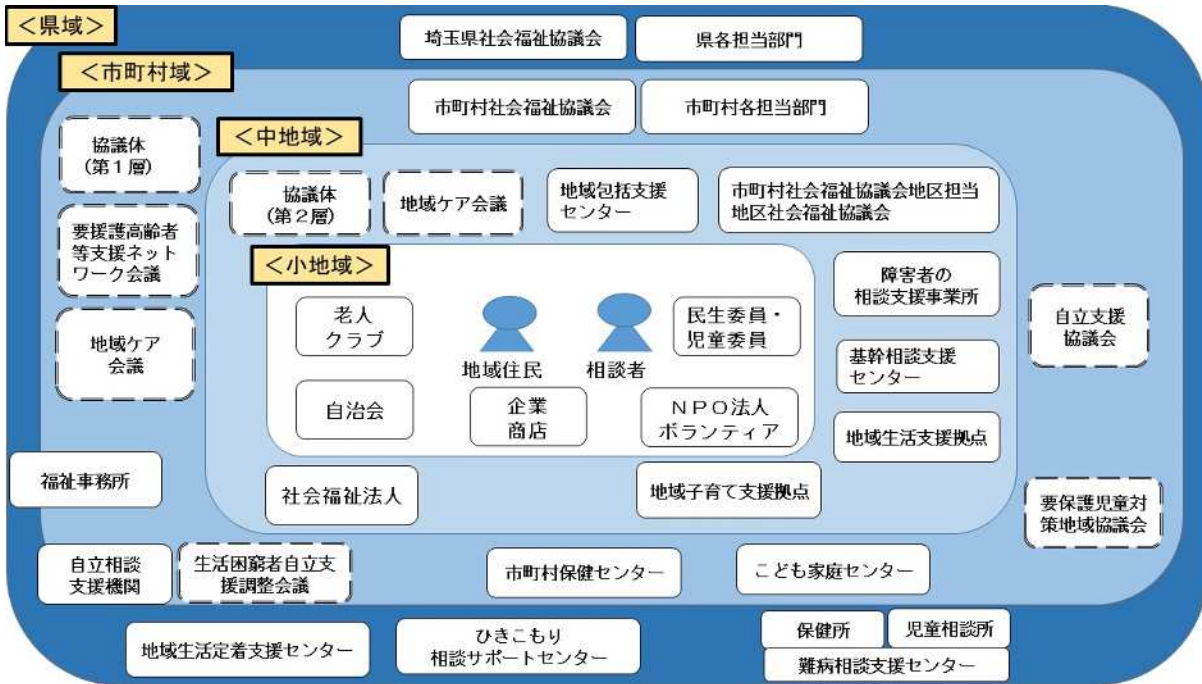 ＜県域＞
埼玉県社会福祉協議会
県各担当部門
＜市町村域＞
市町村社会福祉協議会
市町村各担当部門
協議体
（第１層）
＜中地域＞
協議体
（第２層）
地域ケア会議
地域包括支援
センター
市町村社会福祉協議会地区担当
地区社会福祉協議会
要援護高齢者
等支援ネット
ワーク会議
＜小地域＞
老人
クラブ
地域住民
相談者
民生委員・
児童委員
障害者の
相談支援事業所
自立支援
協議会
地域ケア
会議
基幹相談支援
センター
自治会
企業
商店
ＮＰＯ法人
ボランティア
地域生活支援拠点
福祉事務所
社会福祉法人
地域子育て支援拠点
要保護児童対
策地域協議会
自立相談
支援機関
生活困窮者自立支
援調整会議
市町村保健センター
こども家庭センター
地域生活定着支援センター
ひきこもり
相談サポートセンター
保健所
児童相談所
難病相談支援センター